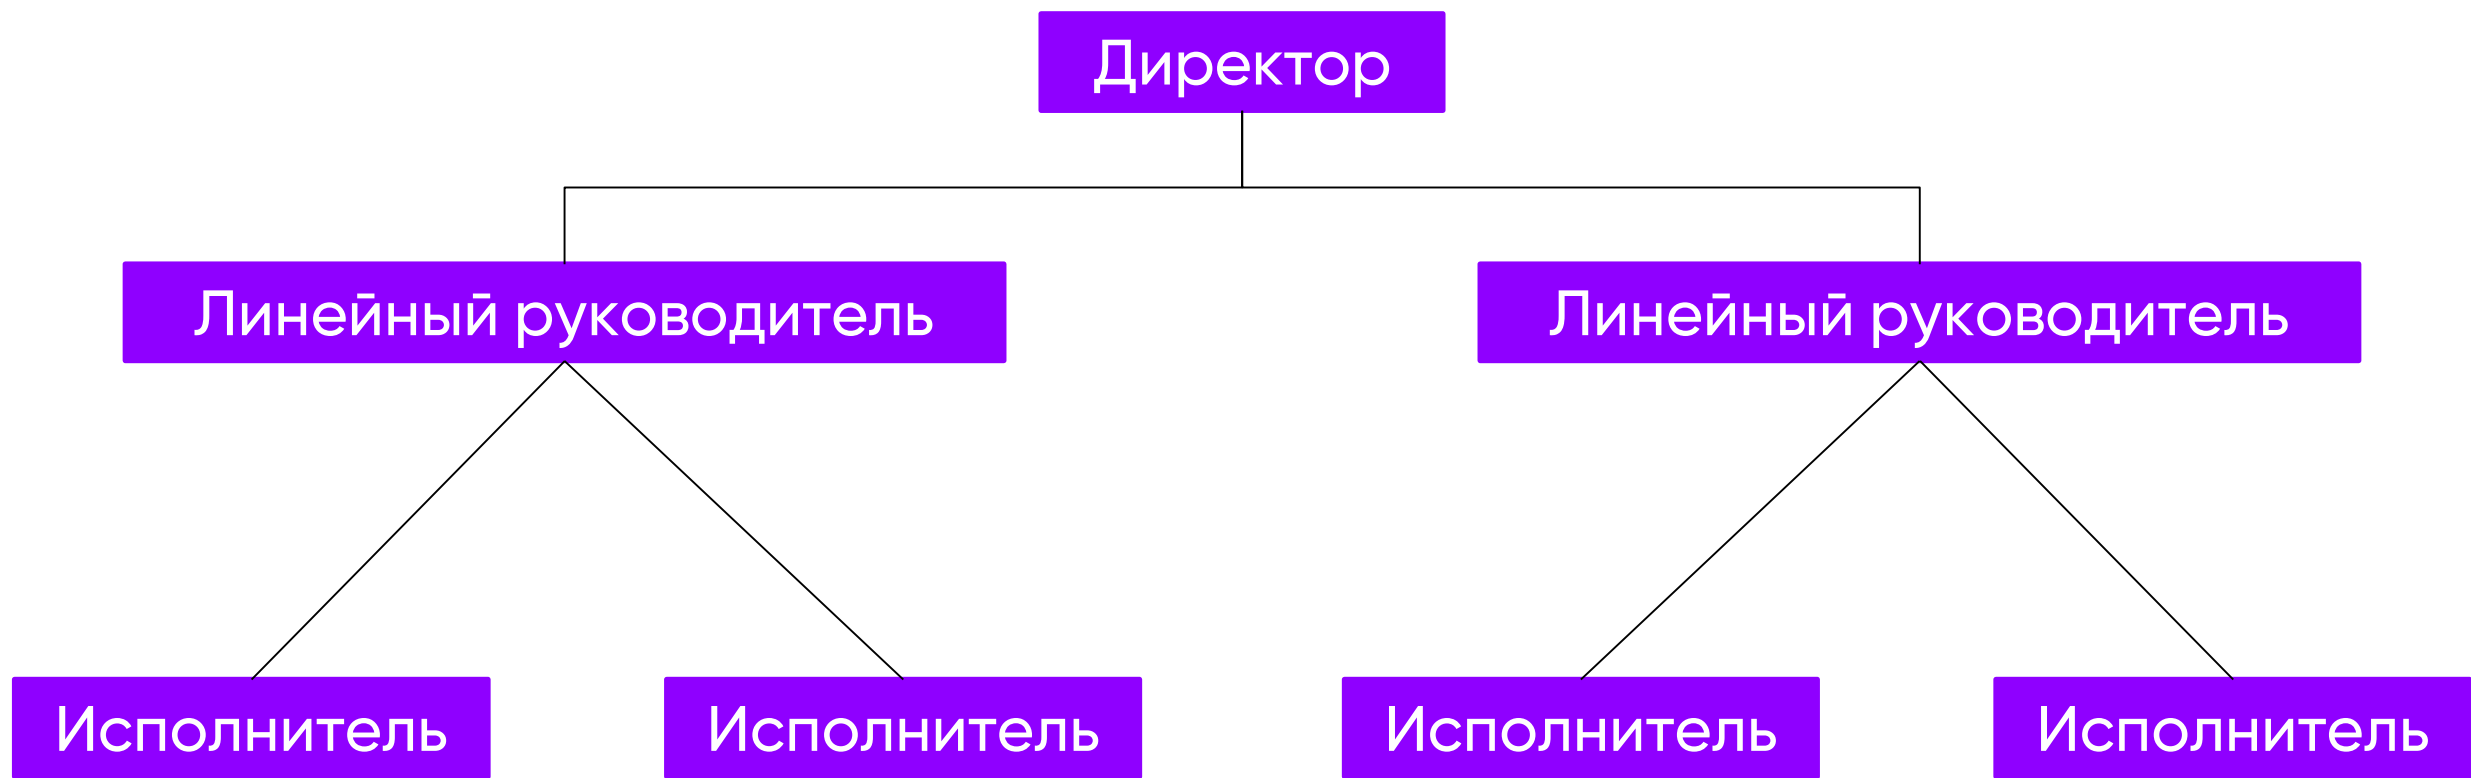 Директор
Линейный руководитель
Линейный руководитель
Исполнитель
Исполнитель
Исполнитель
Исполнитель